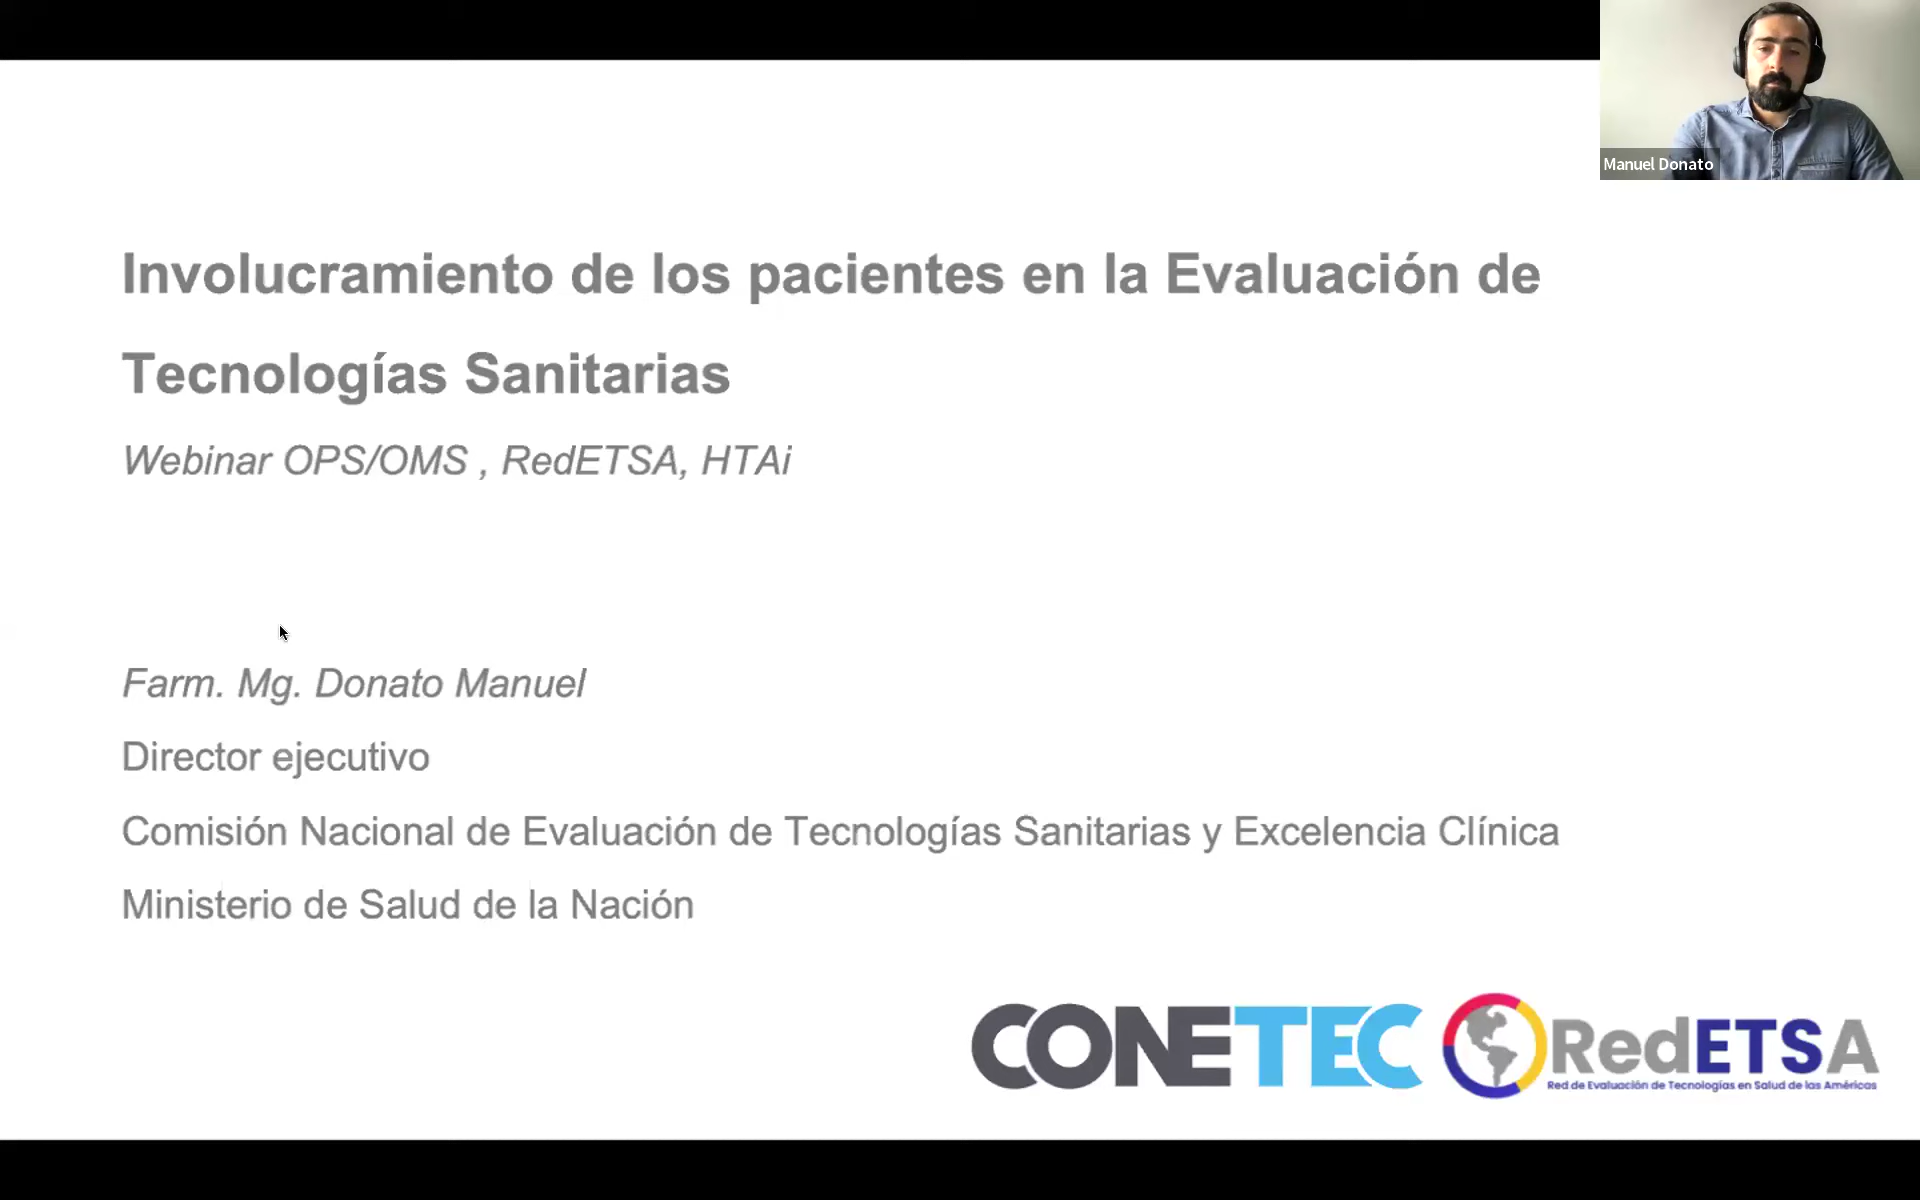 Manuel Donato
Involucramiento de los pacientes en la Evaluación de
Tecnologías Sanitarias
Webinar OPS/OMS , RedETSA, HTAi
Farm. Mg. Donato Manuel
Director ejecutivo
Comisión Nacional de Evaluación de Tecnologías Sanitarias y Excelencia Clínica
Ministerio de Salud de la Nación
CONETEC
RedETSA
Red de Evaluación de Tecnologías en Salud de las Américas